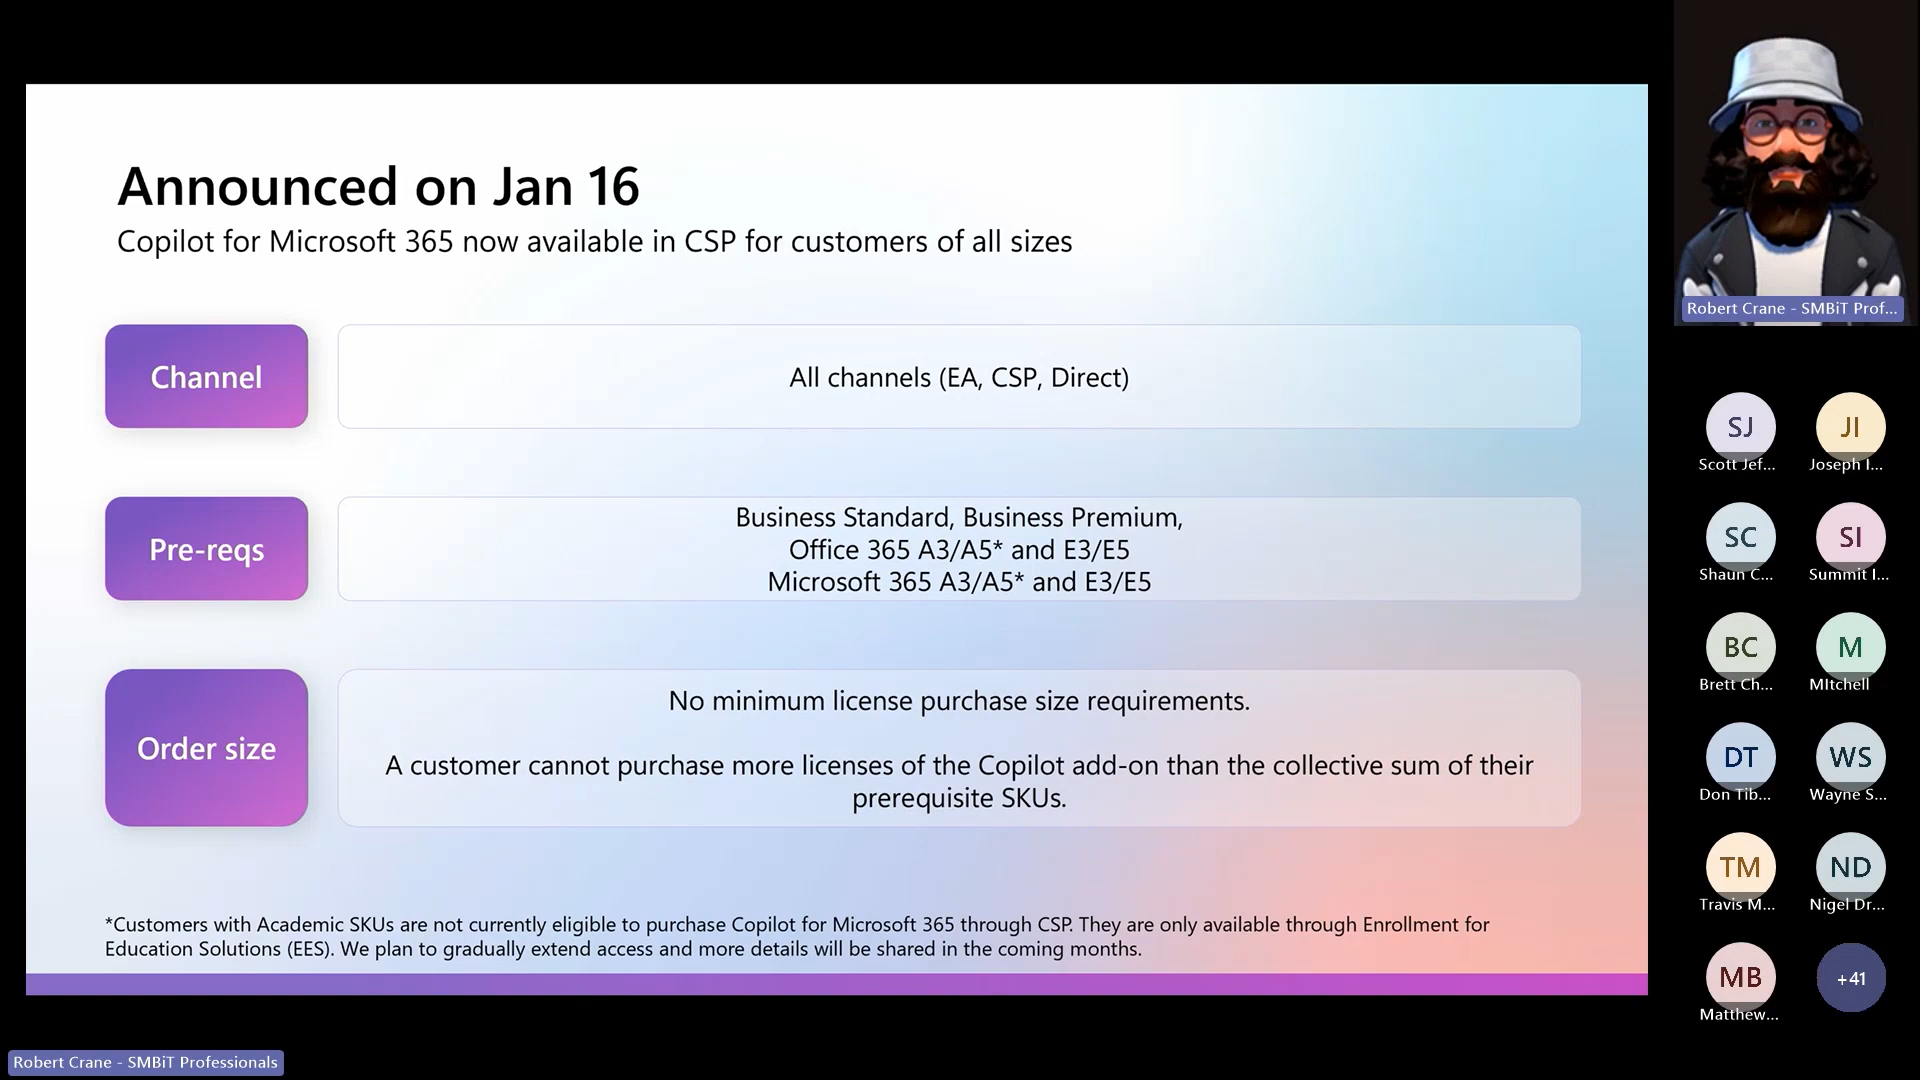 Announced on Jan 16
Copilot for Microsoft 365 now available in CSP for customers of all sizes
Channel
All channels (EA, CSP, Direct)
Pre-reqs
Business Standard, Business Premium,
Office 365 A3/A5* and E3/E5
Microsoft 365 A3/A5* and E3/E5
Order size
No minimum license purchase size requirements.
A customer cannot purchase more licenses of the Copilot add-on than the collective sum of their
prerequisite SKUs.
*Customers with Academic SKUs are not currently eligible to purchase Copilot for Microsoft 365 through CSP. They are only available through Enrollment for
Education Solutions (EES). We plan to gradually extend access and more details will be shared in the coming months.
Robert Crane - SMBiT Professionals
Robert Crane - SMBiT Prof...
SJ
Scott Jef...
JI
Joseph I...
SC
Shaun C...
SI
Summit I...
BC
Brett Ch...
M
MItchell
DT
Don Tib...
WS
Wayne S...
TM
Travis M...
ND
Nigel Dr...
MB
Matthew...
+41